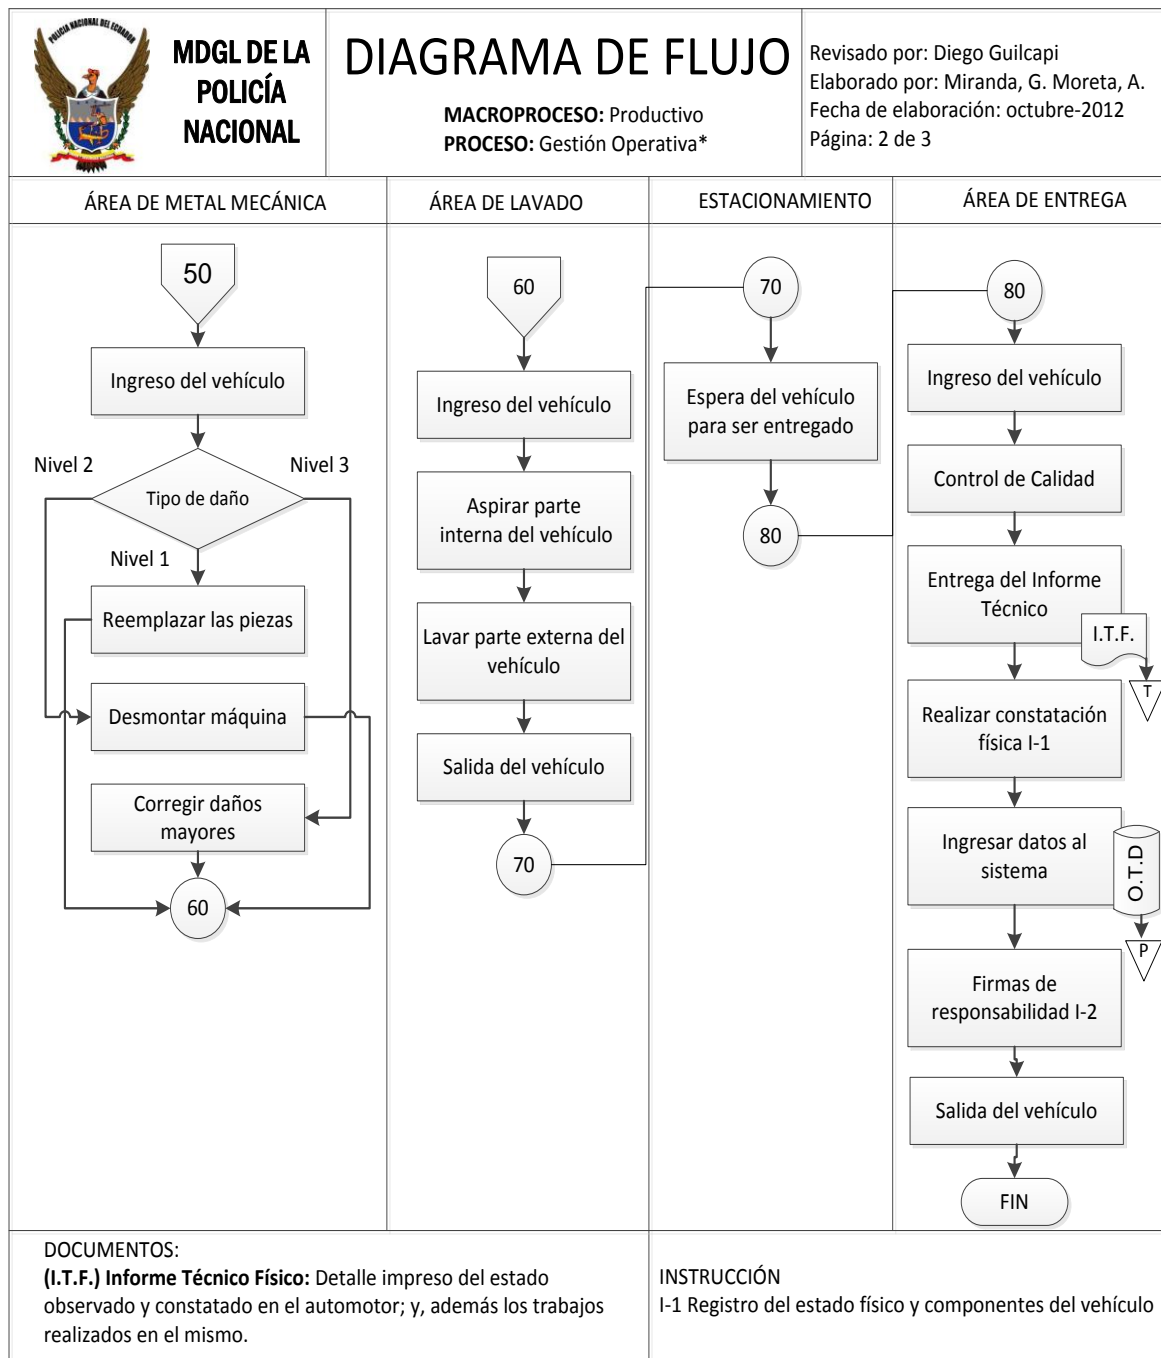 POLICIA NACIONAL DEL ECUADOR
MDGL DE LA
POLICÍA
NACIONAL
DIAGRAMA DE FLUJO
MACROPROCESO: Productivo
PROCESO: Gestión Operativa*
Revisado por: Diego Guilcapi
Elaborado por: Miranda, G. Moreta, A.
Fecha de elaboración: octubre-2012
Página: 2 de 3
ÁREA DE METAL MECÁNICA
50
Ingreso del vehículo
Nivel 2
Nivel 3
Tipo de daño
Nivel 1
Reemplazar las piezas
Desmontar máquina
Corregir daños
mayores
60
ÁREA DE LAVADO
60
Ingreso del vehículo
Aspirar parte
interna del vehículo
Lavar parte externa del
vehículo
Salida del vehículo
70
ESTACIONAMIENTO
70
Espera del vehículo
para ser entregado
80
ÁREA DE ENTREGA
80
Ingreso del vehículo
Control de Calidad
Entrega del Informe
Técnico
I.T.F.
T
Realizar constatación
física I-1
Ingresar datos al
sistema
O.T.D
P
Firmas de
responsabilidad I-2
Salida del vehículo
FIN
DOCUMENTOS:
(I.T.F.) Informe Técnico Físico: Detalle impreso del estado
observado y constatado en el automotor; y, además los trabajos
realizados en el mismo.
INSTRUCCIÓN
I-1 Registro del estado físico y componentes del vehículo